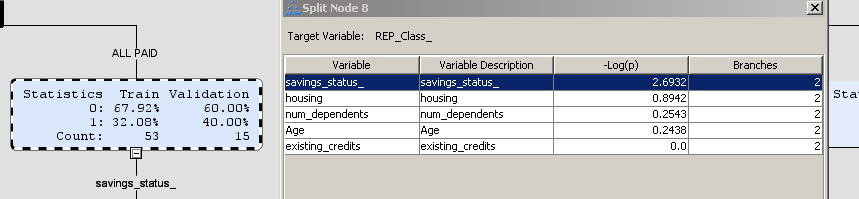 ALL PAID
Statistics Train Validation
0: 67.92% 60.00%
1: 32.08% 40.00%
Count: 53 15
savings_status_
Split Node 8
Target Variable: REP_Class_
Variable Variable Description -Log(p) Branches
savings_status_ savings_status_ 2.6932 2
housing housing 0.8942 2
num_dependents num_dependents 0.2543 2
Age Age 0.2438 2
existing_credits existing_credits 0.0 2
Sta